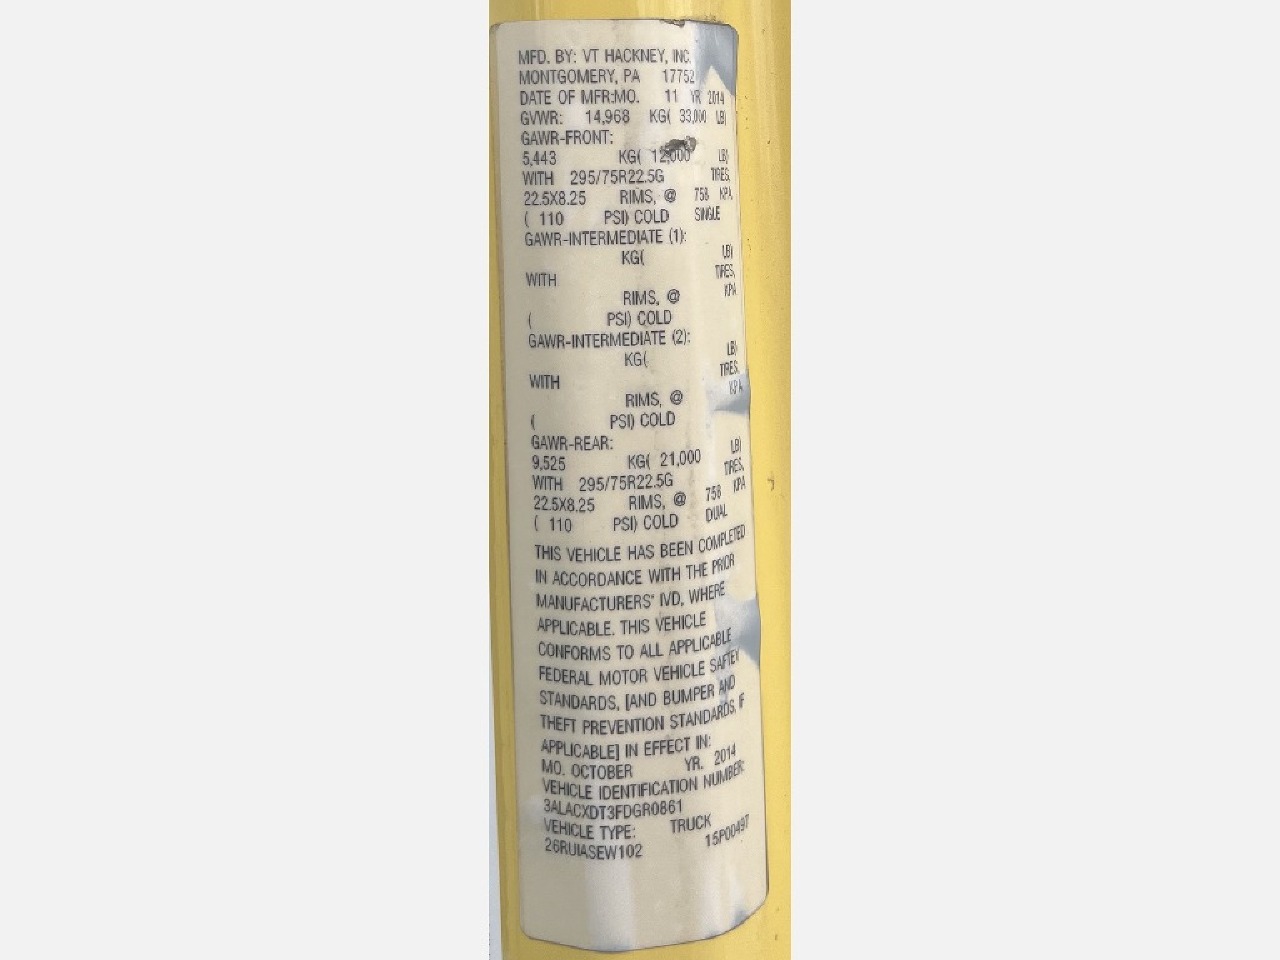 MFD. BY: VT HACKNEY, INC.
MONTGOMERY, PA 17752
DATE OF MFR:MO. 11 YR 2014
GVWR: 14,968 KG( 33,000 LB)
GAWR-FRONT:
5,443 KG( 12,000 LB)
WITH 295/75R22.5G TIRES,
22.5X8.25 RIMS, @ 758 KPA
( 110 PSI) COLD SINGLE
GAWR-INTERMEDIATE (1):
KG( LB)
WITH TIRES,
RIMS, @ KPA
( PSI) COLD
GAWR-INTERMEDIATE (2):
KG( LB)
WITH TIRES,
RIMS, @ KPA
( PSI) COLD
GAWR-REAR:
9,525 KG( 21,000 LB)
WITH 295/75R22.5G TIRES,
22.5X8.25 RIMS, @ 758 KPA
( 110 PSI) COLD DUAL
THIS VEHICLE HAS BEEN COMPLETED
IN ACCORDANCE WITH THE PRIOR
MANUFACTURERS' IVD, WHERE
APPLICABLE. THIS VEHICLE
CONFORMS TO ALL APPLICABLE
FEDERAL MOTOR VEHICLE SAFTEY
STANDARDS, [AND BUMPER AND
THEFT PREVENTION STANDARDS, IF
APPLICABLE] IN EFFECT IN:
MO. OCTOBER YR. 2014
VEHICLE IDENTIFICATION NUMBER:
3ALACXDT3FDGR0861
VEHICLE TYPE: TRUCK
26RUIASEW102 15P00497